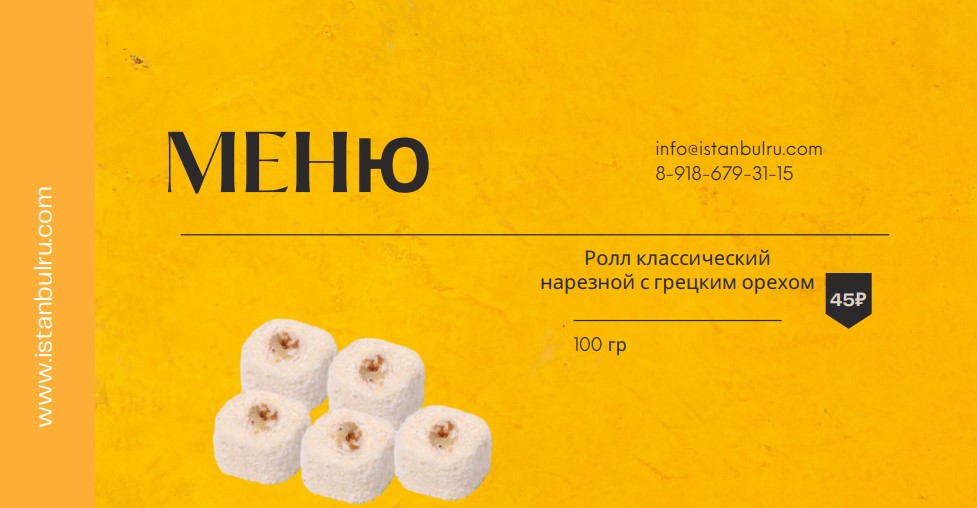 www.istanbulru.com
МЕНю
info@istanbulru.com
8-918-679-31-15
Ролл классический
нарезной с грецким орехом
45₽
100 гр